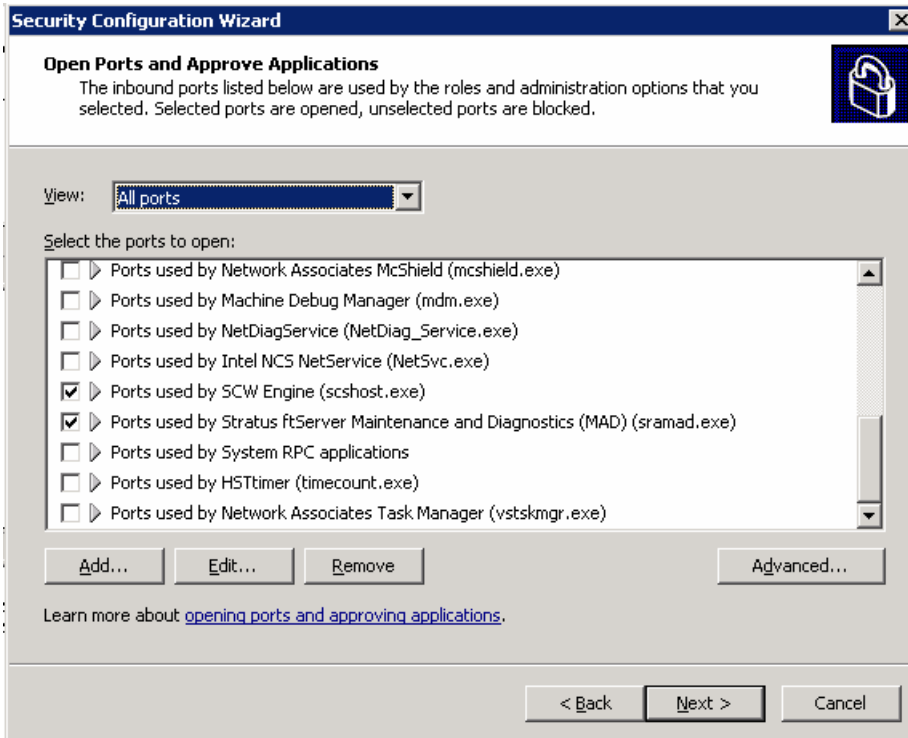 Security Configuration Wizard
Open Ports and Approve Applications
The inbound ports listed below are used by the roles and administration options that you
selected. Selected ports are opened, unselected ports are blocked.
View:
All ports
Select the ports to open:
Ports used by Network Associates McShield (mcshield.exe)
Ports used by Machine Debug Manager (mdm.exe)
Ports used by NetDiagService (NetDiag_Service.exe)
Ports used by Intel NCS NetService (NetSvc.exe)
Ports used by SCW Engine (scshost.exe)
Ports used by Stratus ftServer Maintenance and Diagnostics (MAD) (sramad.exe)
Ports used by System RPC applications
Ports used by HSTtimer (timecount.exe)
Ports used by Network Associates Task Manager (vstskmgr.exe)
Add... Edit... Remove Advanced...
Learn more about opening ports and approving applications.
< Back Next > Cancel